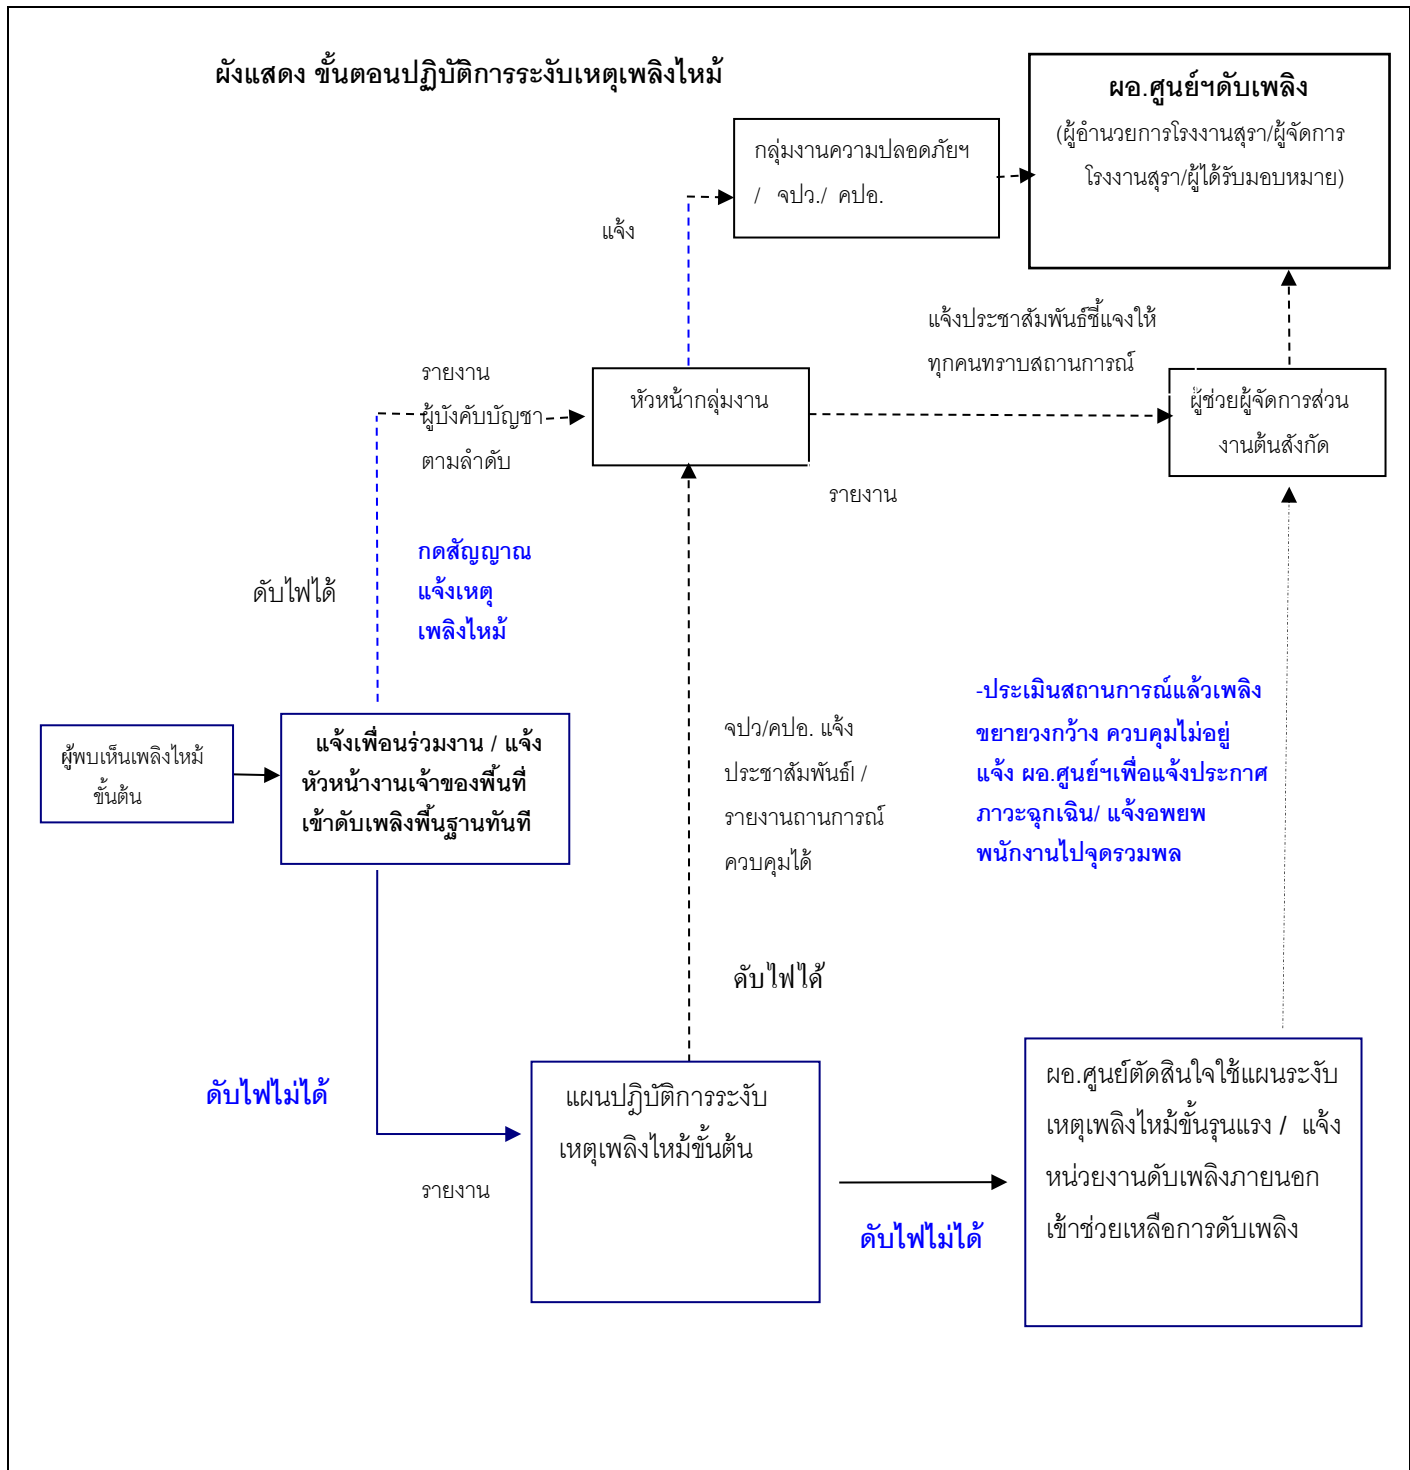 ผังแสดง ขั้นตอนปฏิบัติการระงับเหตุเพลิงไหม้
ผอ.ศูนย์ฯดับเพลิง
(ผู้อำนวยการโรงงานสุรา/ผู้จัดการ
โรงงานสุรา/ผู้ได้รับมอบหมาย)
กลุ่มงานความปลอดภัยฯ
/ จปว./ คปอ.
แจ้ง
แจ้งประชาสัมพันธ์ชี้แจงให้
ทุกคนทราบสถานการณ์
รายงาน
ผู้บังคับบัญชา
ตามลำดับ
หัวหน้ากลุ่มงาน
ผู้ช่วยผู้จัดการส่วน
งานต้นสังกัด
รายงาน
กดสัญญาณ
แจ้งเหตุ
เพลิงไหม้
ดับไฟได้
ผู้พบเห็นเพลิงไหม้
ขั้นต้น
แจ้งเพื่อนร่วมงาน / แจ้ง
หัวหน้างานเจ้าของพื้นที่
เข้าดับเพลิงพื้นฐานทันที
จปว/คปอ. แจ้ง
ประชาสัมพันธ์l /
รายงานถานการณ์
ควบคุมได้
-ประเมินสถานการณ์แล้วเพลิง
ขยายวงกว้าง ควบคุมไม่อยู่
แจ้ง ผอ.ศูนย์ฯเพื่อแจ้งประกาศ
ภาวะฉุกเฉิน/ แจ้งอพยพ
พนักงานไปจุดรวมพล
ดับไฟได้
ดับไฟไม่ได้
รายงาน
แผนปฎิบัติการระงับ
เหตุเพลิงไหม้ขั้นต้น
ดับไฟไม่ได้
ผอ.ศูนย์ตัดสินใจใช้แผนระงับ
เหตุเพลิงไหม้ขั้นรุนแรง / แจ้ง
หน่วยงานดับเพลิงภายนอก
เข้าช่วยเหลือการดับเพลิง